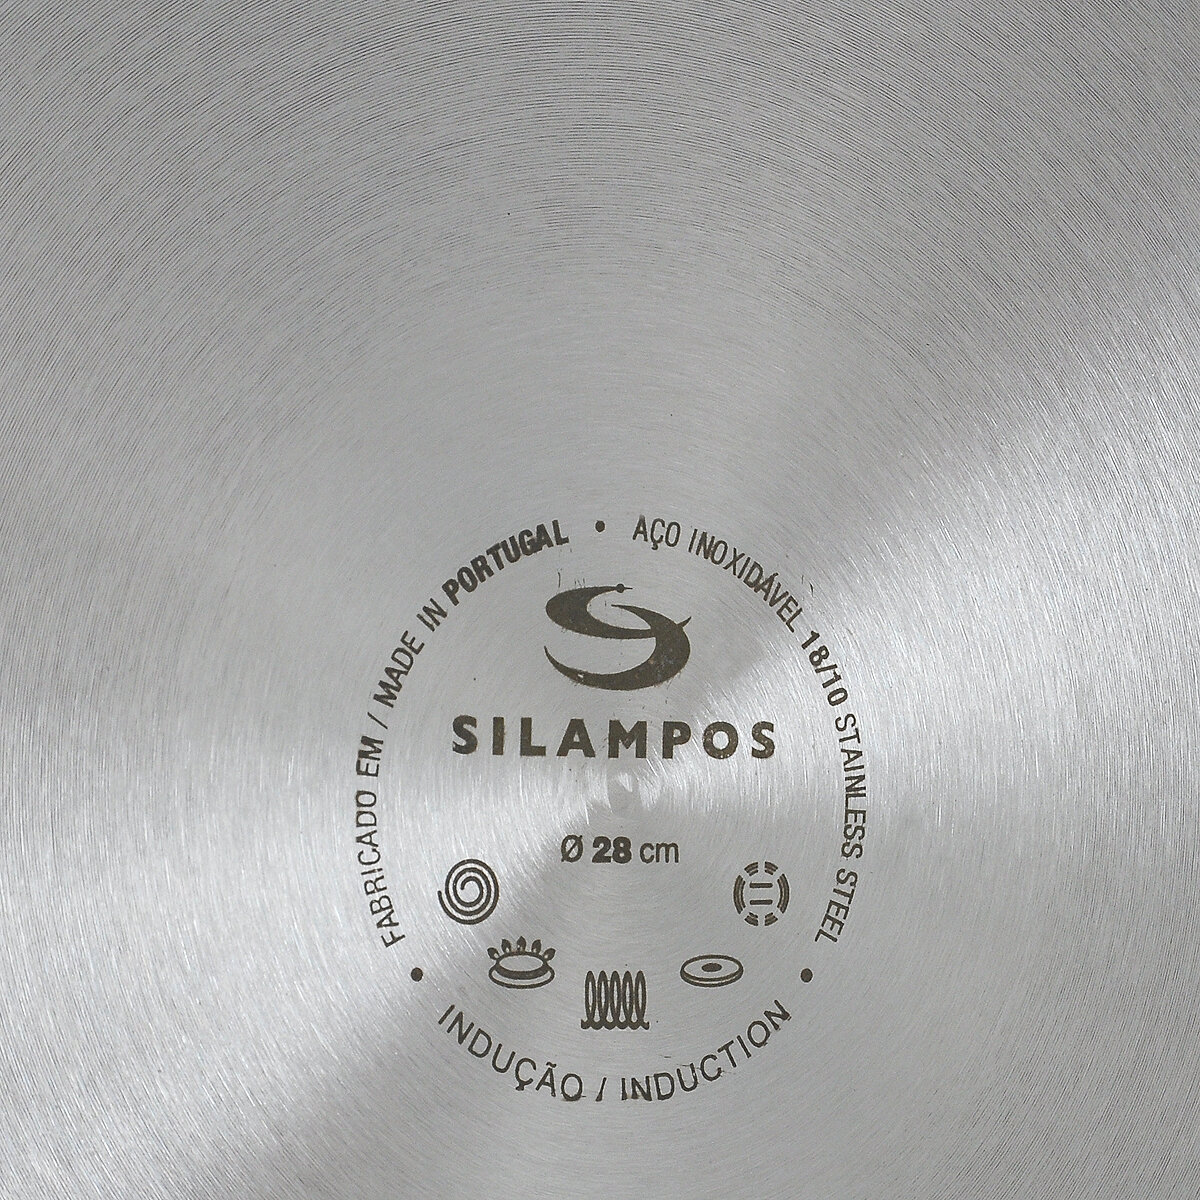 FABRICADO EM / MADE IN PORTUGAL • AÇO INOXIDÁVEL 18/10 STAINLESS STEEL
SILAMPOS
Ø 28 cm
• INDUÇÃO / INDUCTION •